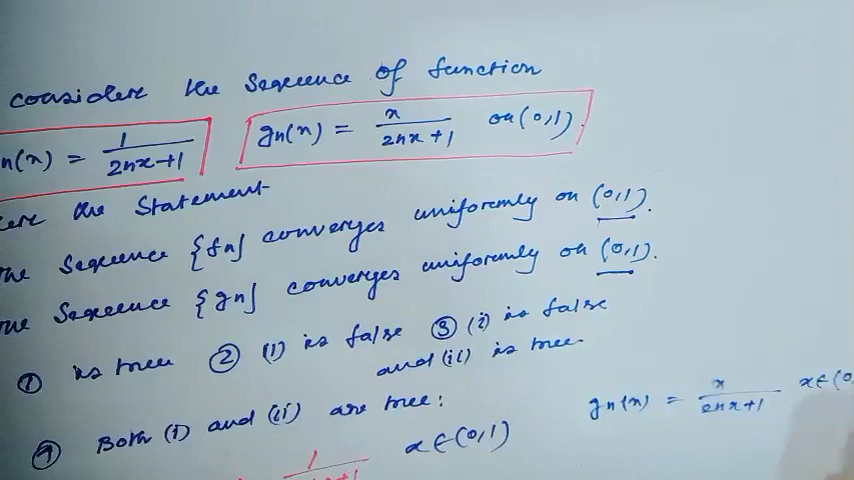 consider the Sequence of function
n(x) = 1/(2nx+1) gn(x) = x/(2nx+1) on (0,1).
the Statement
the Sequence {fn} converges uniformly on (0,1).
the Sequence {gn} converges uniformly on (0,1).
① is true ② (i) is false ③ (i) is false
and (ii) is true.
④ Both (i) and (ii) are true:
gn(x) = x/(2nx+1) x∈(0,
1 x∈(0,1)